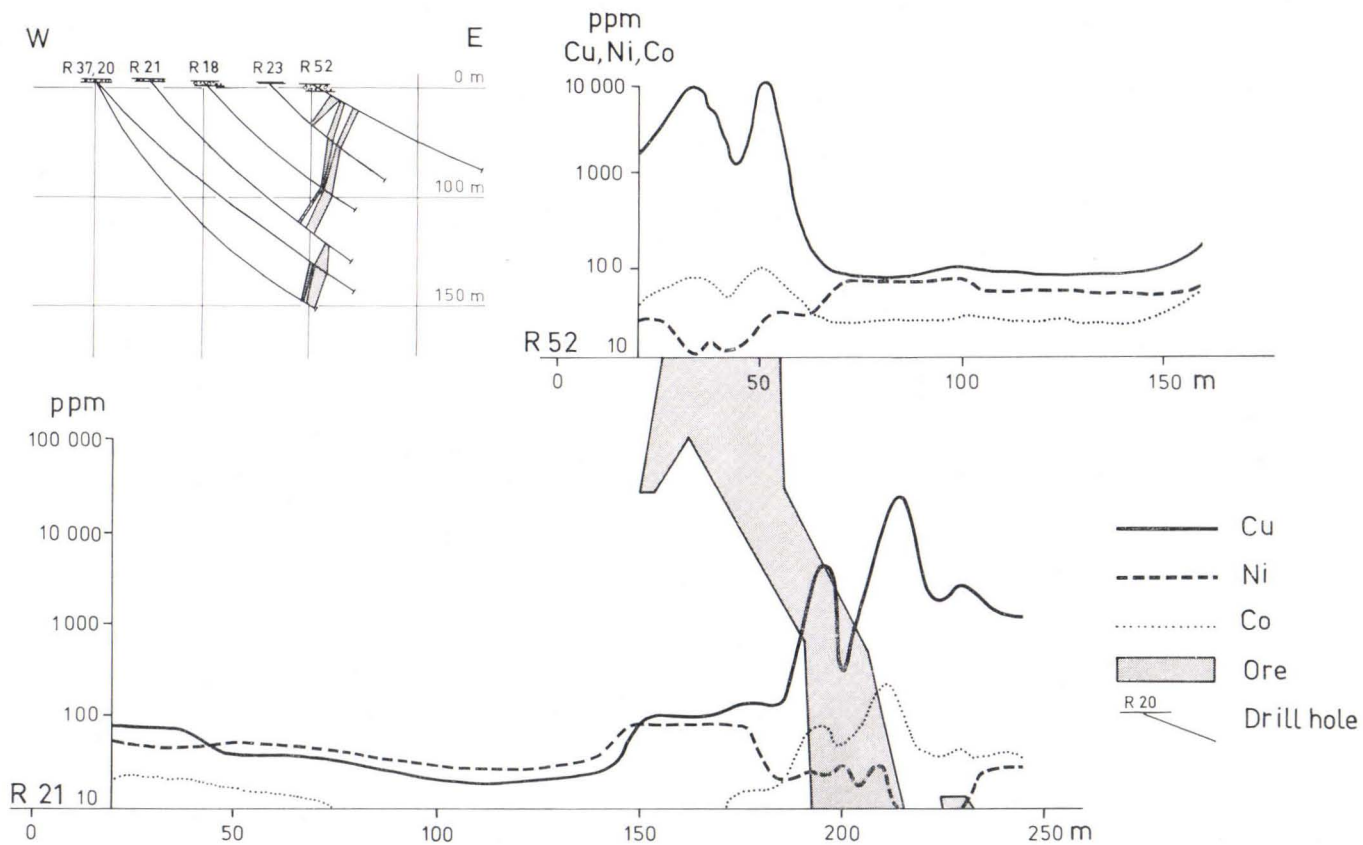 W E
R 37,20 R 21 R 18 R 23 R 52
0 m
100 m
150 m
ppm
Cu, Ni, Co
10 000
1000
100
10
R 52
0 50 100 150 m
ppm
100 000
10 000
1000
100
10
R 21
0 50 100 150 200 250 m
Cu
Ni
Co
Ore
R 20
Drill hole